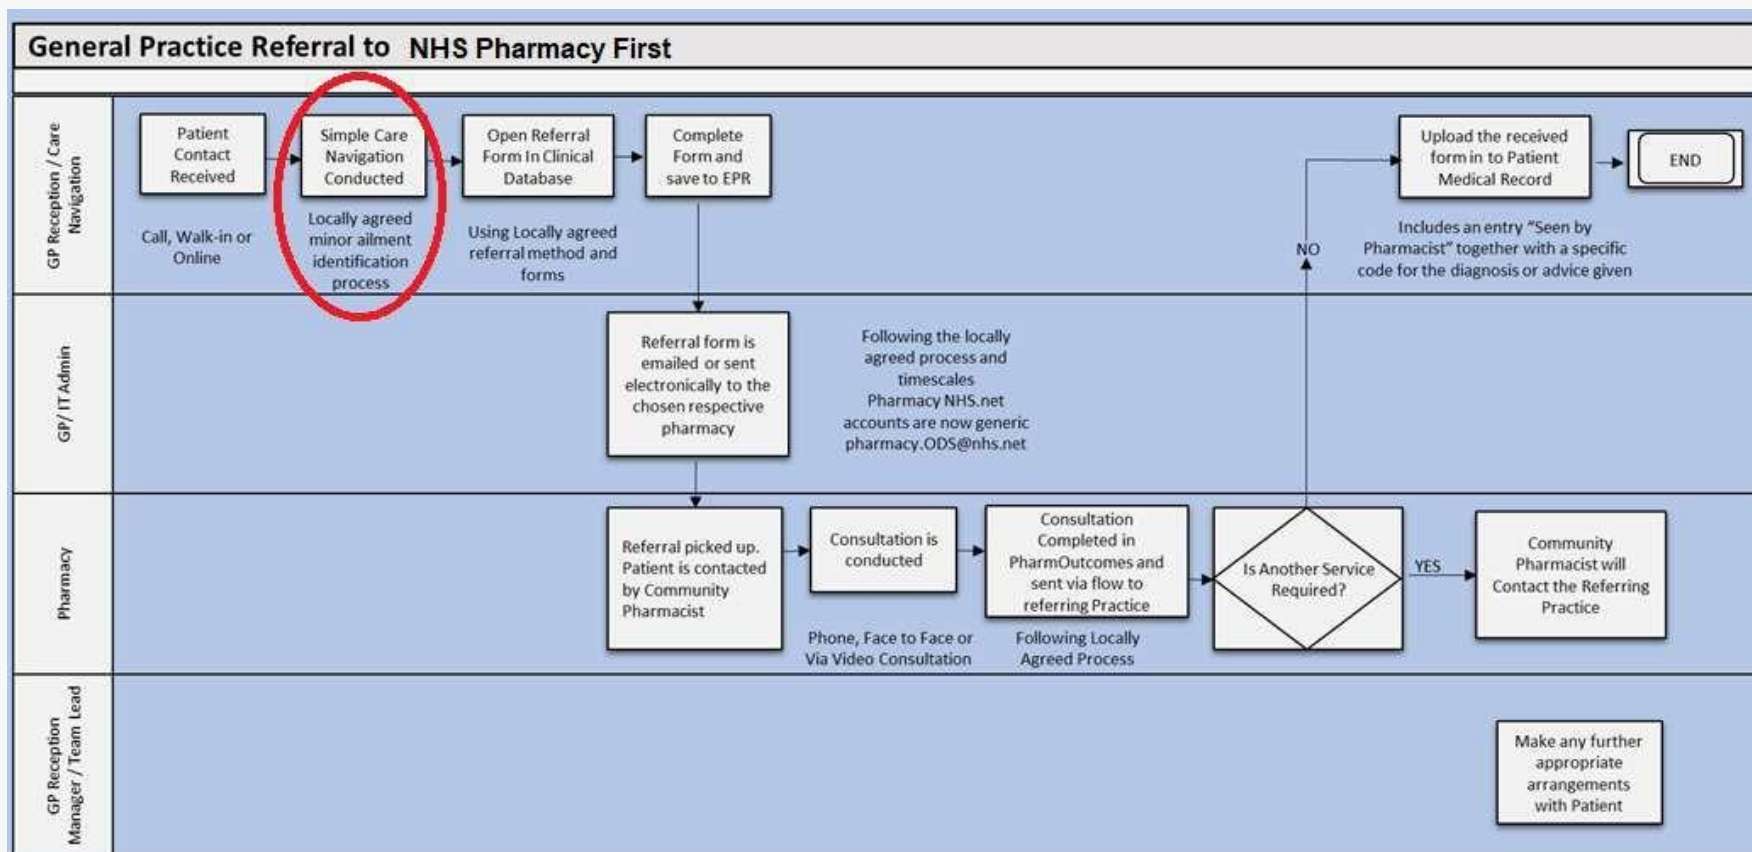 General Practice Referral to NHS Pharmacy First
GP Reception / Care
Navigation
Patient
Contact
Received
Call, Walk-in or
Online
Simple Care
Navigation
Conducted
Locally agreed
minor ailment
identification
process
Open Referral
Form In Clinical
Database
Using Locally agreed
referral method and
forms
Complete
Form and
save to EPR
NO
Upload the received
form in to Patient
Medical Record
Includes an entry “Seen by
Pharmacist” together with a specific
code for the diagnosis or advice given
END
GP/ IT Admin
Referral form is
emailed or sent
electronically to the
chosen respective
pharmacy
Following the locally
agreed process and
timescales
Pharmacy NHS.net
accounts are now generic
pharmacy.ODS@nhs.net
Pharmacy
Referral picked up.
Patient is contacted
by Community
Pharmacist
Consultation is
conducted
Phone, Face to Face or
Via Video Consultation
Consultation
Completed in
PharmOutcomes and
sent via flow to
referring Practice
Following Locally
Agreed Process
Is Another Service
Required?
YES
Community
Pharmacist will
Contact the Referring
Practice
GP Reception
Manager / Team Lead
Make any further
appropriate
arrangements
with Patient